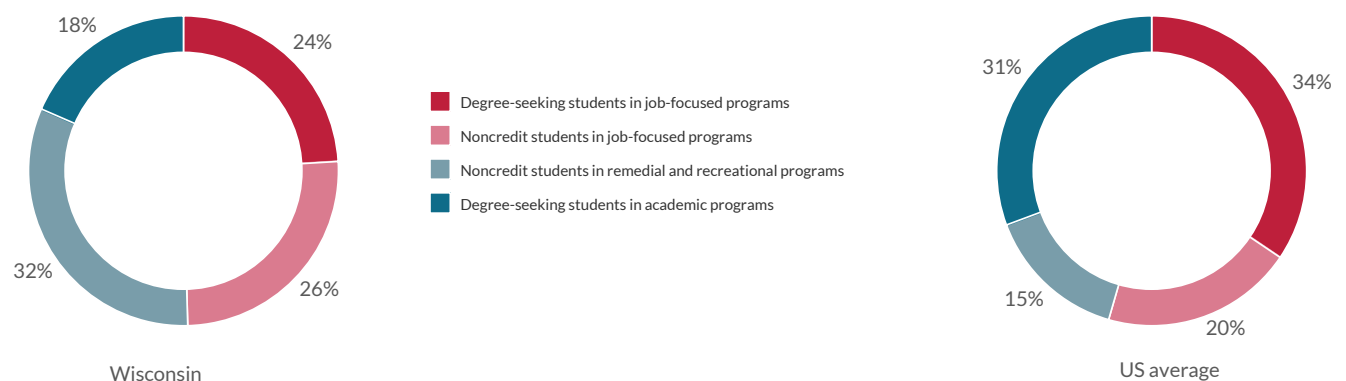 18%
24%
32%
26%
Wisconsin
Degree-seeking students in job-focused programs
Noncredit students in job-focused programs
Noncredit students in remedial and recreational programs
Degree-seeking students in academic programs
31%
34%
15%
20%
US average